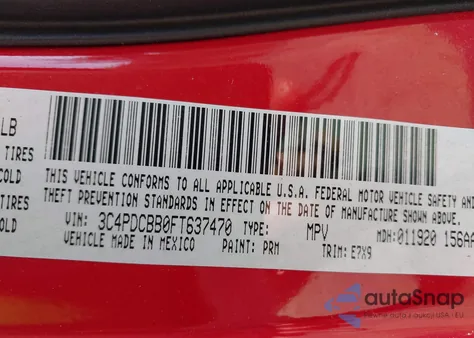 LB
TIRES
COLD
TIRES
COLD
THIS VEHICLE CONFORMS TO ALL APPLICABLE U.S.A. FEDERAL MOTOR VEHICLE SAFETY AND
THEFT PREVENTION STANDARDS IN EFFECT ON THE DATE OF MANUFACTURE SHOWN ABOVE
VIN: 3C4PDCBB0FT637470 TYPE: MPV MDH:011920 156AA
VEHICLE MADE IN MEXICO PAINT: PRM TRIM: E7X9
autoSnap